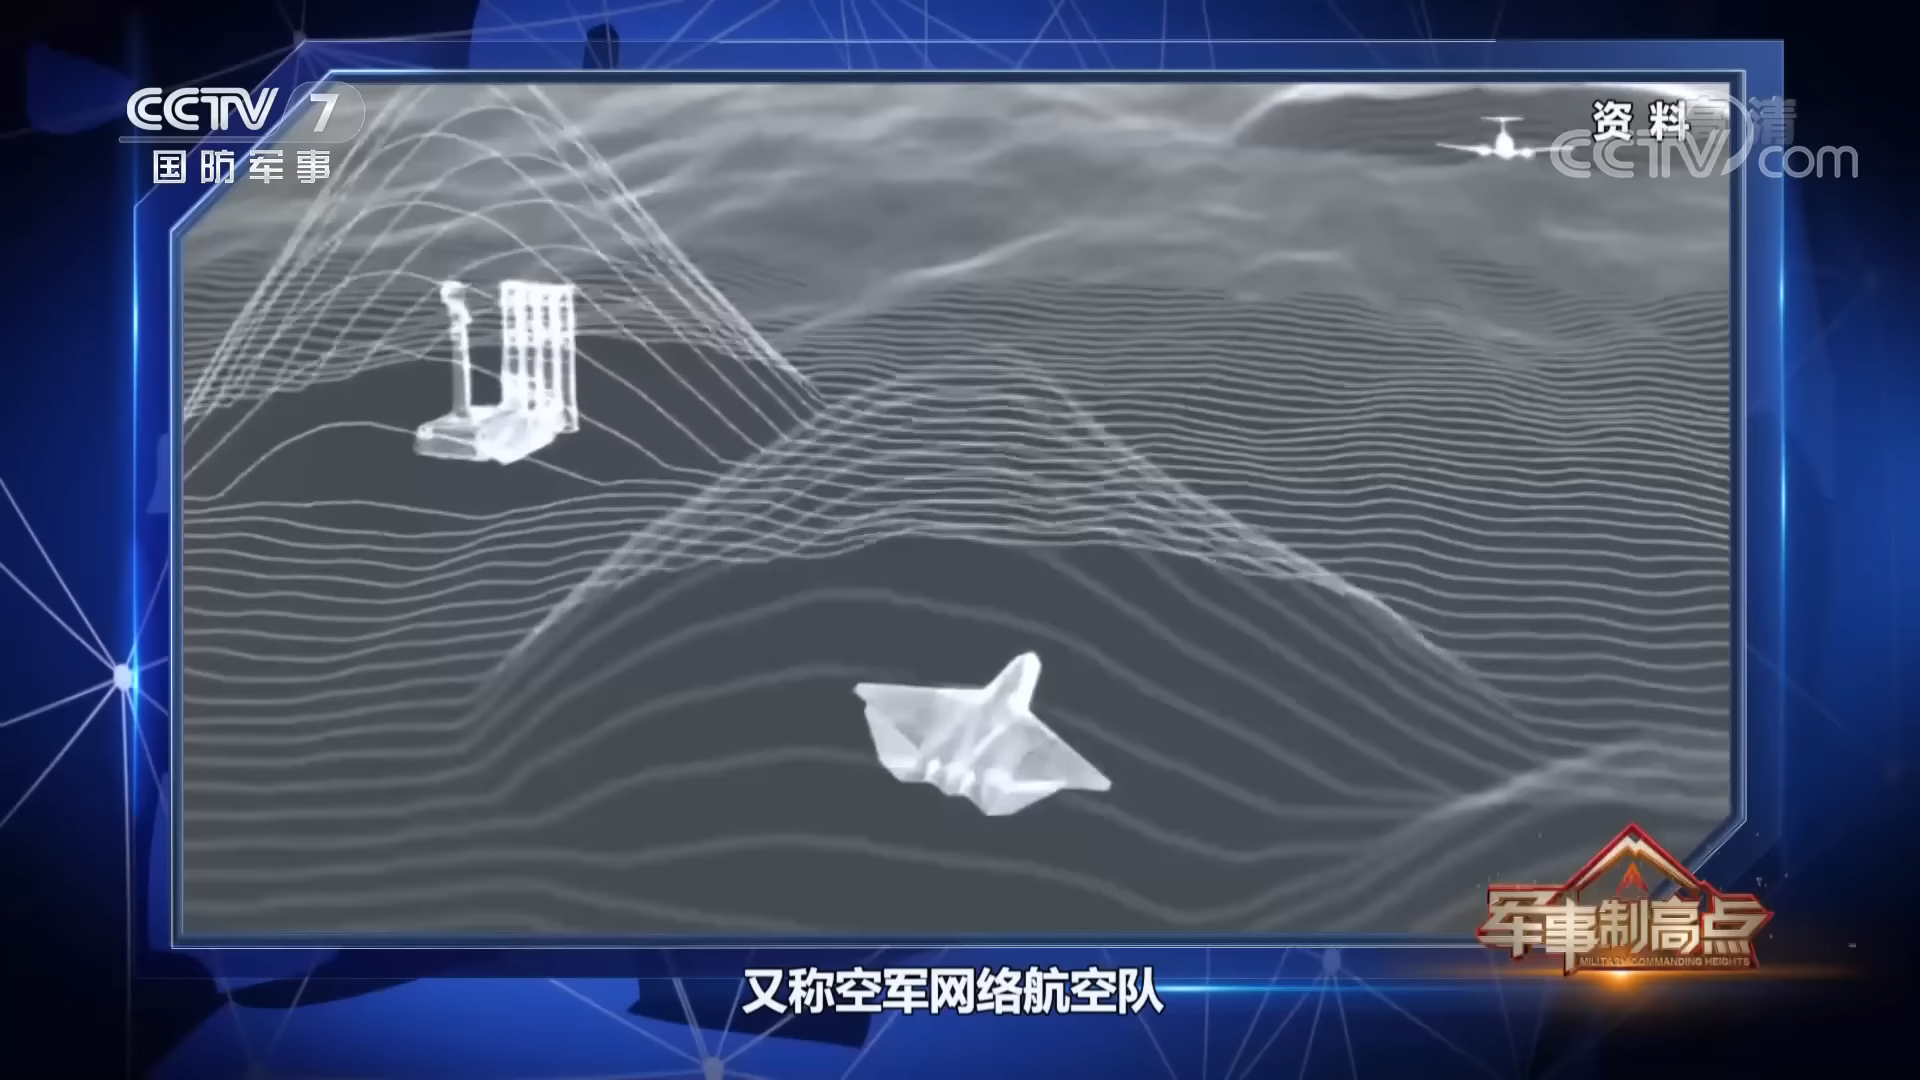 CCTV 7
国防军事
资料
高清
CCTV.com
军事制高点
MILITARY COMMANDING HEIGHTS
又称空军网络航空队